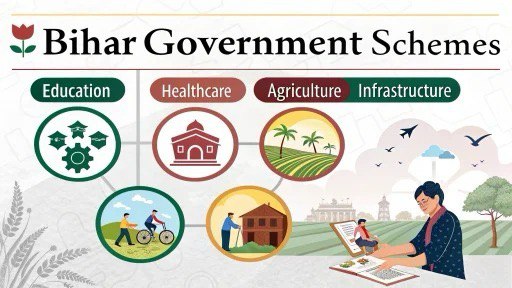 Bihar Government Schemes
Education
Healthcare
Agriculture
Infrastructure